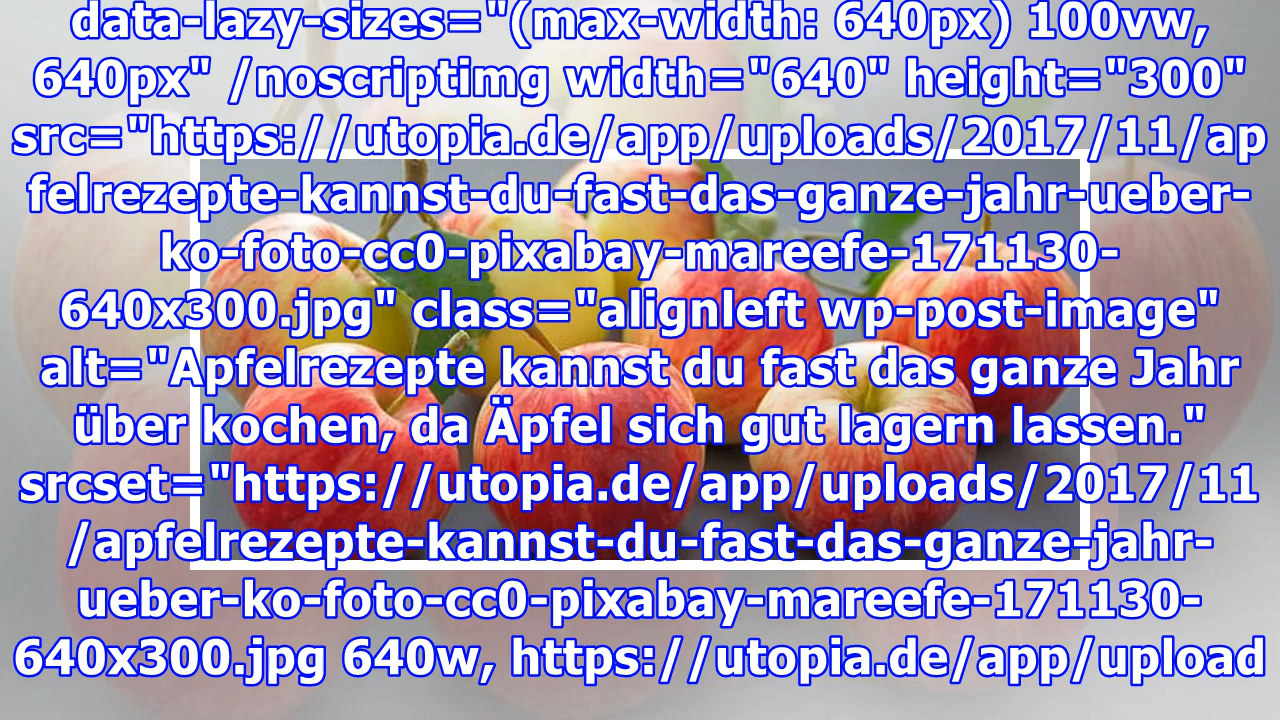 data-lazy-sizes="(max-width: 640px) 100vw,
640px" /noscriptimg width="640" height="300"
src="https://utopia.de/app/uploads/2017/11/ap
felrezepte-kannst-du-fast-das-ganze-jahr-ueber-
ko-foto-cc0-pixabay-mareefe-171130-
640x300.jpg" class="alignleft wp-post-image"
alt="Apfelrezepte kannst du fast das ganze Jahr
über kochen, da Äpfel sich gut lagern lassen."
srcset="https://utopia.de/app/uploads/2017/11
/apfelrezepte-kannst-du-fast-das-ganze-jahr-
ueber-ko-foto-cc0-pixabay-mareefe-171130-
640x300.jpg 640w, https://utopia.de/app/upload